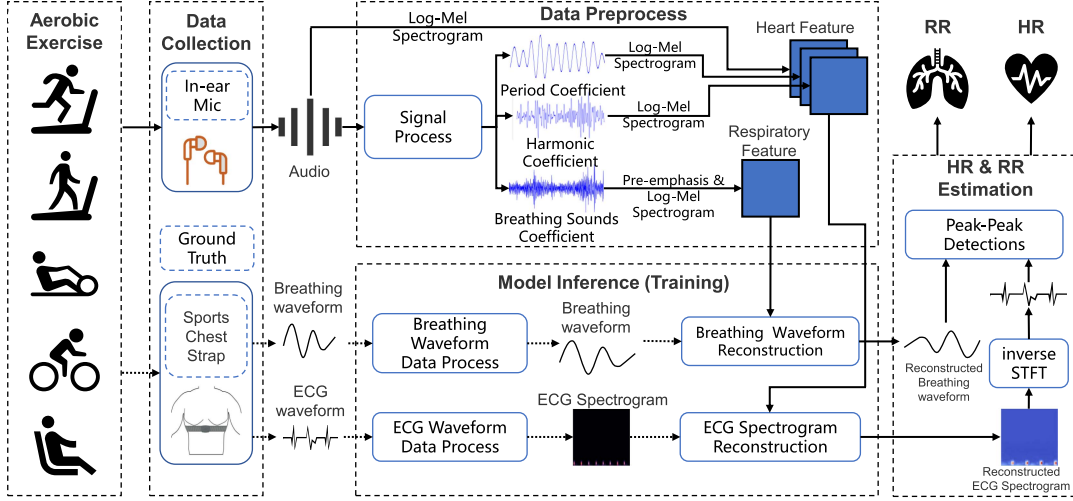 Aerobic
Exercise
Data
Collection
In-ear
Mic
Audio
Ground
Truth
Sports
Chest
Strap
Breathing
waveform
ECG
waveform
Data Preprocess
Log-Mel
Spectrogram
Signal
Process
Period Coefficient
Log-Mel
Spectrogram
Harmonic
Coefficient
Log-Mel
Spectrogram
Breathing Sounds
Coefficient
Pre-emphasis &
Log-Mel
Spectrogram
Heart Feature
Respiratory
Feature
Model Inference (Training)
Breathing
Waveform
Data Process
Breathing
waveform
Breathing Waveform
Reconstruction
ECG Waveform
Data Process
ECG Spectrogram
ECG Spectrogram
Reconstruction
RR
HR
HR & RR
Estimation
Peak-Peak
Detections
Reconstructed
Breathing
waveform
inverse
STFT
Reconstructed
ECG Spectrogram